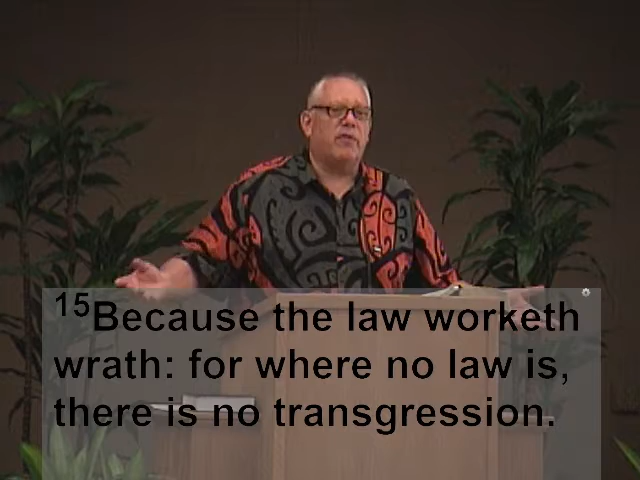 15Because the law worketh
wrath: for where no law is,
there is no transgression.